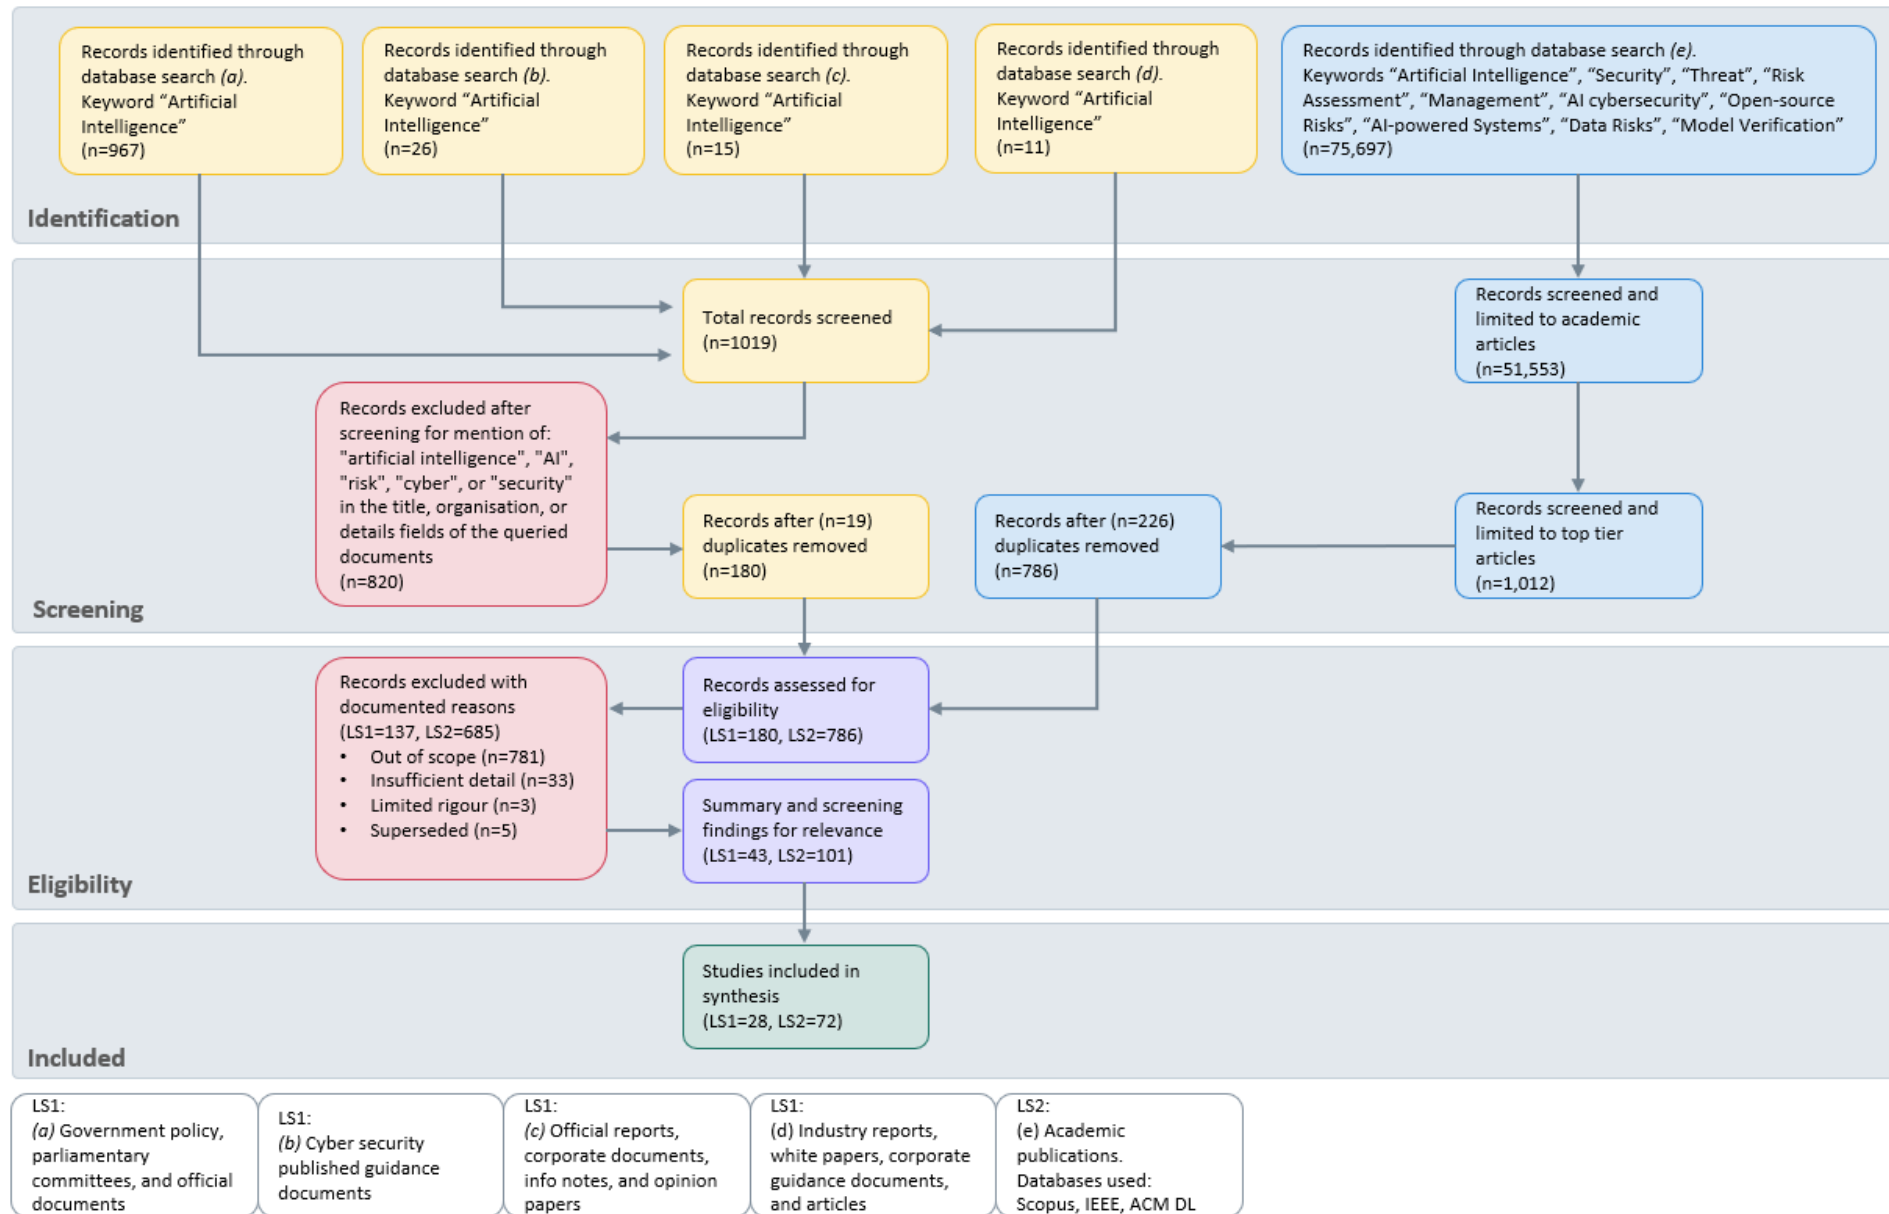 Records identified through
database search (a).
Keyword “Artificial
Intelligence”
(n=967)
Records identified through
database search (b).
Keyword “Artificial
Intelligence”
(n=26)
Records identified through
database search (c).
Keyword “Artificial
Intelligence”
(n=15)
Records identified through
database search (d).
Keyword “Artificial
Intelligence”
(n=11)
Records identified through database search (e).
Keywords “Artificial Intelligence”, “Security”, “Threat”, “Risk
Assessment”, “Management”, “AI cybersecurity”, “Open-source
Risks”, “AI-powered Systems”, “Data Risks”, “Model Verification”
(n=75,697)
Identification
Total records screened
(n=1019)
Records screened and
limited to academic
articles
(n=51,553)
Records excluded after
screening for mention of:
"artificial intelligence", "AI",
"risk", "cyber", or "security"
in the title, organisation, or
details fields of the queried
documents
(n=820)
Records after (n=19)
duplicates removed
(n=180)
Records after (n=226)
duplicates removed
(n=786)
Records screened and
limited to top tier
articles
(n=1,012)
Screening
Records excluded with
documented reasons
(LS1=137, LS2=685)
• Out of scope (n=781)
• Insufficient detail (n=33)
• Limited rigour (n=3)
• Superseded (n=5)
Records assessed for
eligibility
(LS1=180, LS2=786)
Summary and screening
findings for relevance
(LS1=43, LS2=101)
Eligibility
Studies included in
synthesis
(LS1=28, LS2=72)
Included
LS1:
(a) Government policy,
parliamentary
committees, and official
documents
LS1:
(b) Cyber security
published guidance
documents
LS1:
(c) Official reports,
corporate documents,
info notes, and opinion
papers
LS1:
(d) Industry reports,
white papers, corporate
guidance documents,
and articles
LS2:
(e) Academic
publications.
Databases used:
Scopus, IEEE, ACM DL